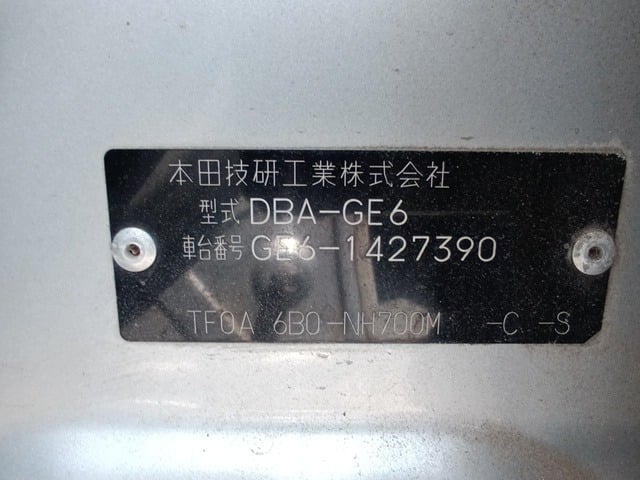 本田技研工業株式会社
型式 DBA-GE6
車台番号 GE6-1427390
TF0A 6B0-NH700M -C -S